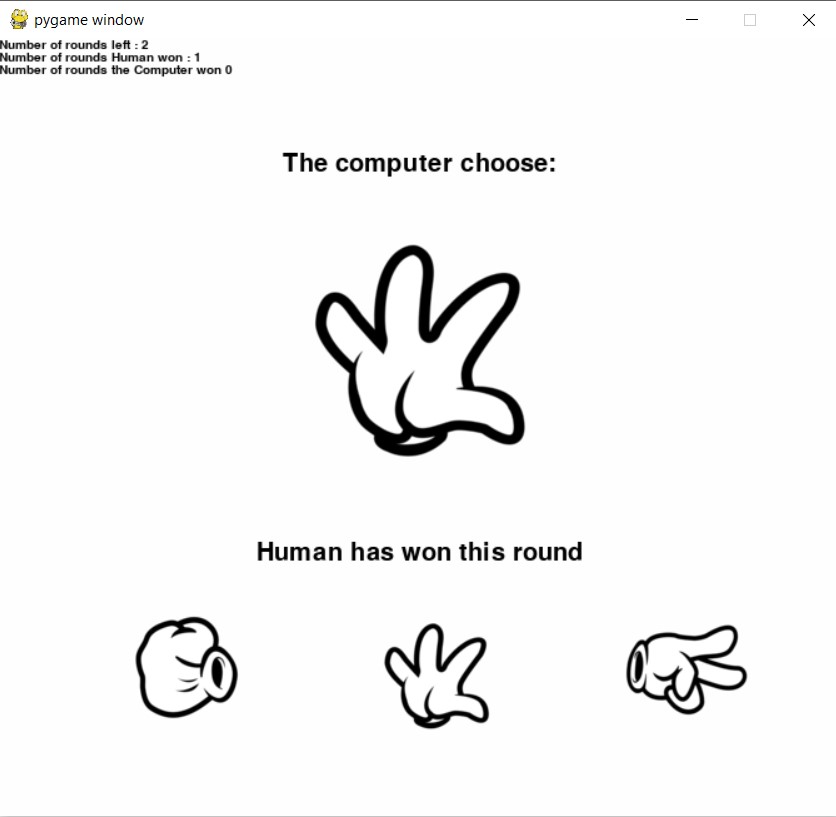 pygame window
Number of rounds left : 2
Number of rounds Human won : 1
Number of rounds the Computer won 0
The computer choose:
Human has won this round